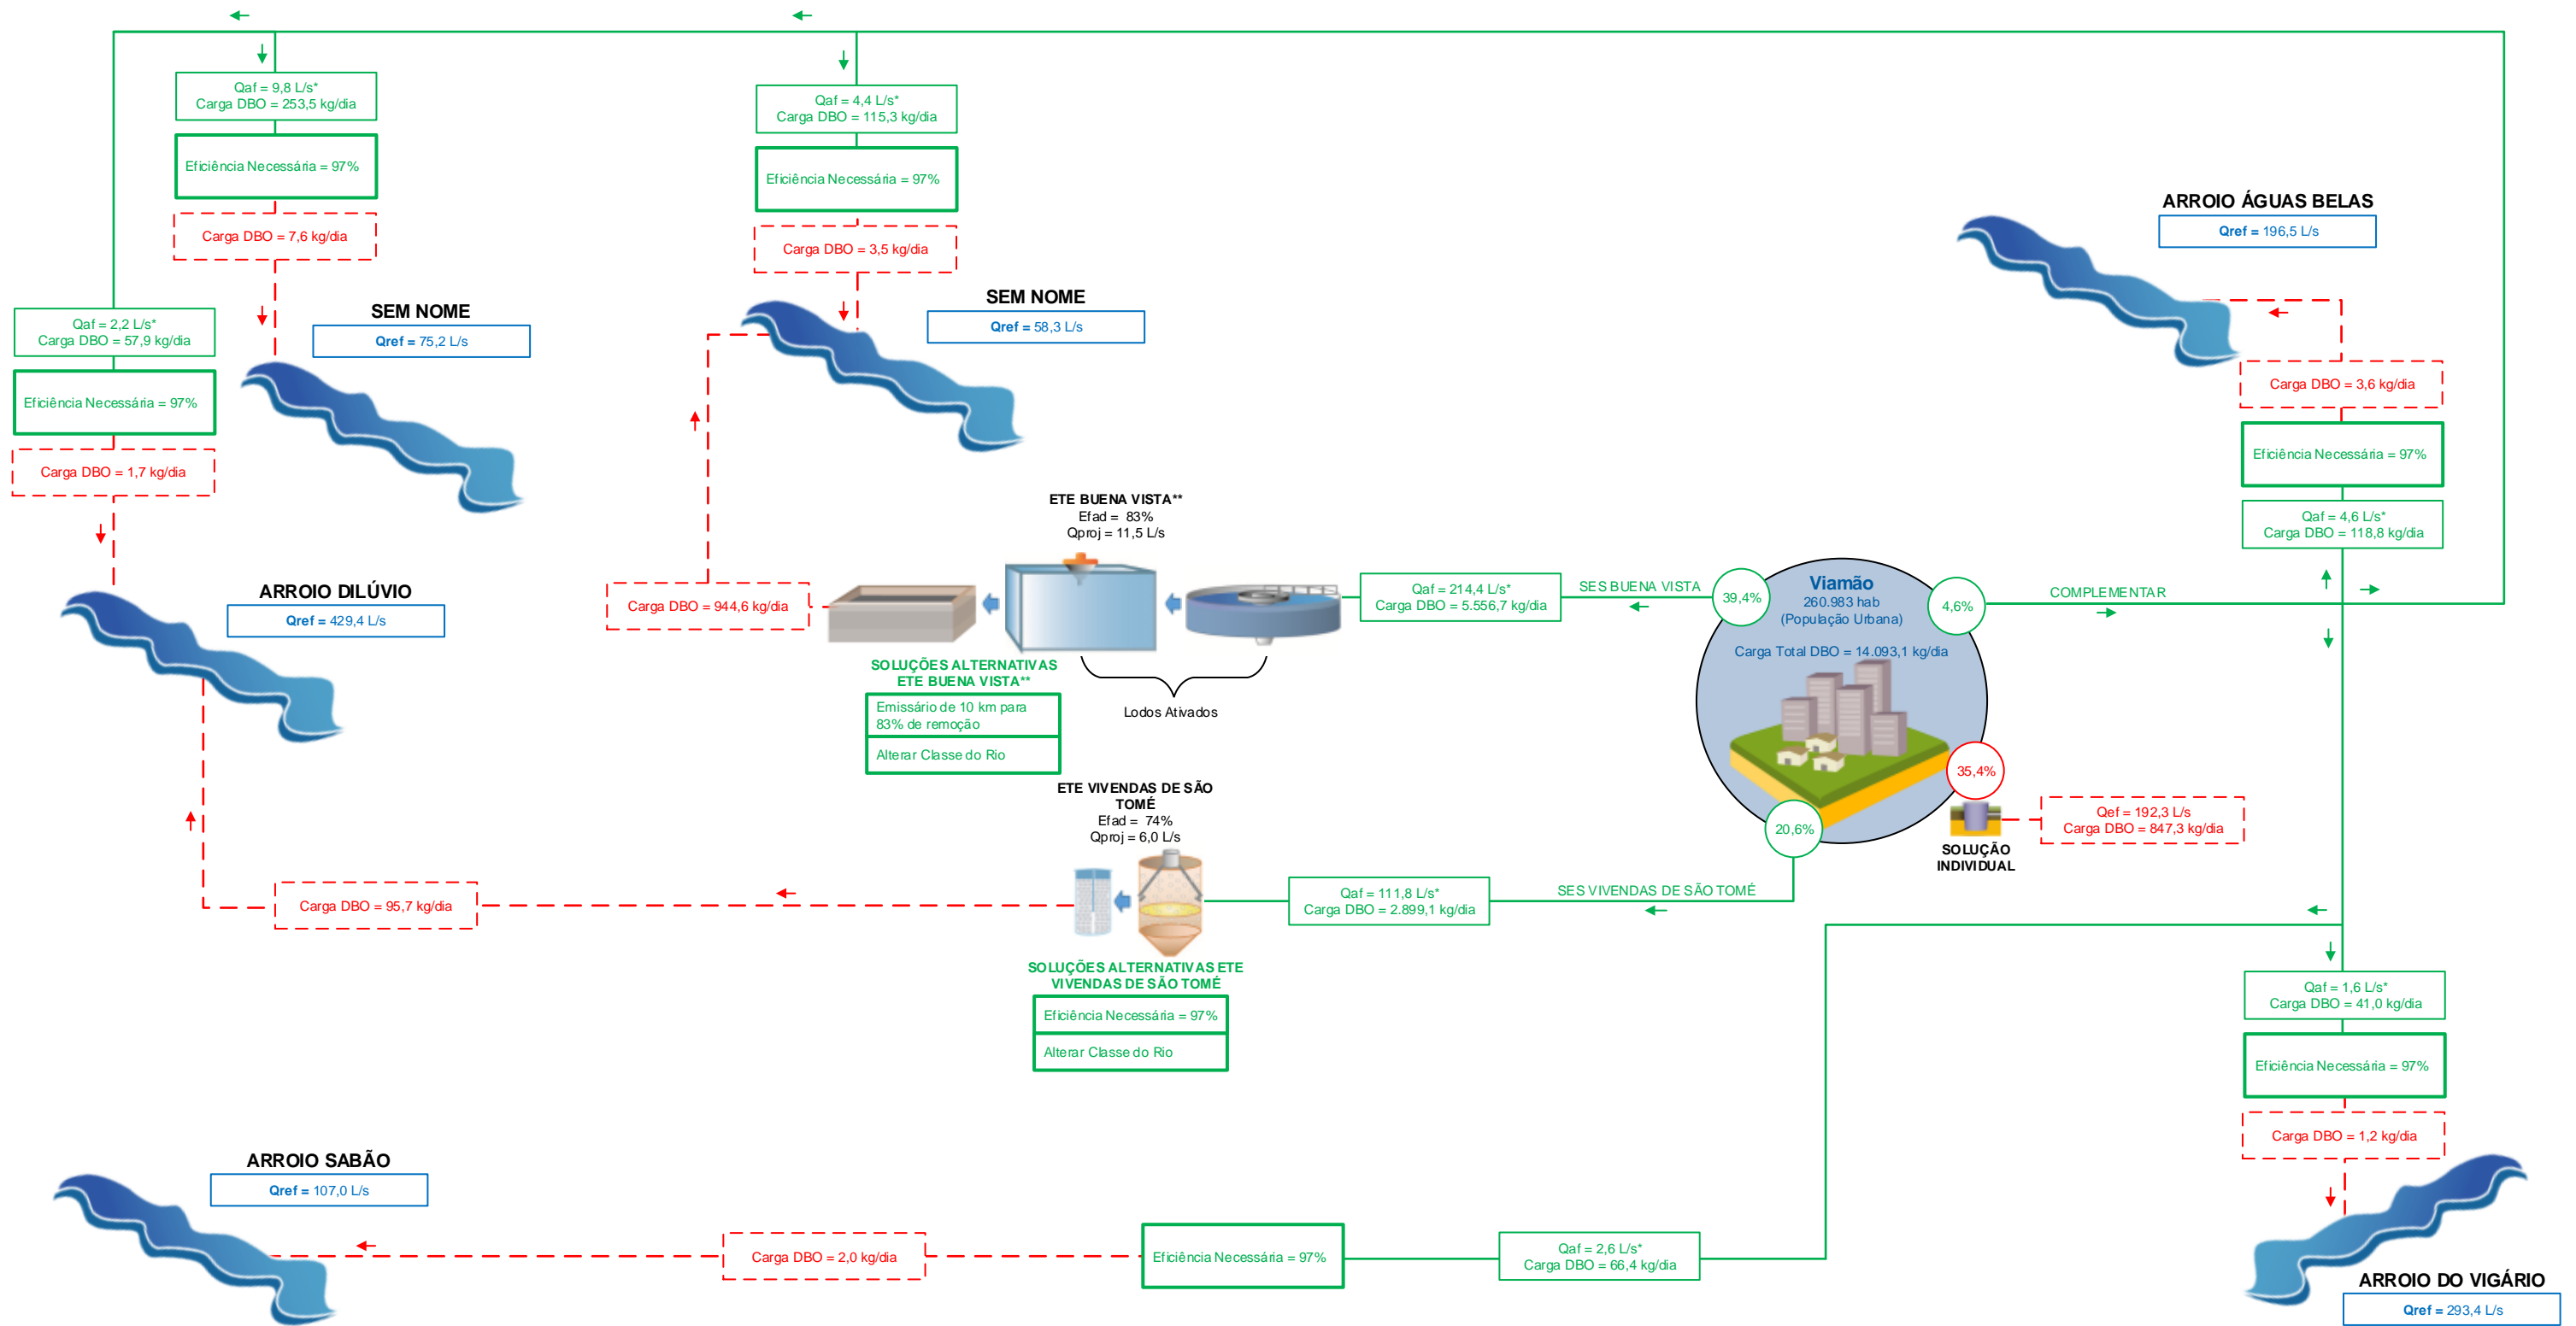 Qaf = 9,8 L/s*
Carga DBO = 253,5 kg/dia
Eficiência Necessária = 97%
Carga DBO = 7,6 kg/dia
SEM NOME
Qref = 75,2 L/s
Qaf = 2,2 L/s*
Carga DBO = 57,9 kg/dia
Eficiência Necessária = 97%
Carga DBO = 1,7 kg/dia
ARROIO DILÚVIO
Qref = 429,4 L/s
Qaf = 4,4 L/s*
Carga DBO = 115,3 kg/dia
Eficiência Necessária = 97%
Carga DBO = 3,5 kg/dia
SEM NOME
Qref = 58,3 L/s
ARROIO ÁGUAS BELAS
Qref = 196,5 L/s
Carga DBO = 3,6 kg/dia
Eficiência Necessária = 97%
Qaf = 4,6 L/s*
Carga DBO = 118,8 kg/dia
ETE BUENA VISTA**
Efad = 83%
Qproj = 11,5 L/s
Carga DBO = 944,6 kg/dia
Qaf = 214,4 L/s*
Carga DBO = 5.556,7 kg/dia
SES BUENA VISTA
39,4%
Viamão
260.983 hab
(População Urbana)
Carga Total DBO = 14.093,1 kg/dia
4,6%
COMPLEMENTAR
SOLUÇÕES ALTERNATIVAS
ETE BUENA VISTA**
Emissário de 10 km para
83% de remoção
Alterar Classe do Rio
Lodos Ativados
35,4%
Qef = 192,3 L/s
Carga DBO = 847,3 kg/dia
SOLUÇÃO
INDIVIDUAL
20,6%
ETE VIVENDAS DE SÃO
TOMÉ
Efad = 74%
Qproj = 6,0 L/s
Carga DBO = 95,7 kg/dia
Qaf = 111,8 L/s*
Carga DBO = 2.899,1 kg/dia
SES VIVENDAS DE SÃO TOMÉ
SOLUÇÕES ALTERNATIVAS ETE
VIVENDAS DE SÃO TOMÉ
Eficiência Necessária = 97%
Alterar Classe do Rio
Qaf = 1,6 L/s*
Carga DBO = 41,0 kg/dia
Eficiência Necessária = 97%
Carga DBO = 1,2 kg/dia
ARROIO SABÃO
Qref = 107,0 L/s
Carga DBO = 2,0 kg/dia
Eficiência Necessária = 97%
Qaf = 2,6 L/s*
Carga DBO = 66,4 kg/dia
ARROIO DO VIGÁRIO
Qref = 293,4 L/s